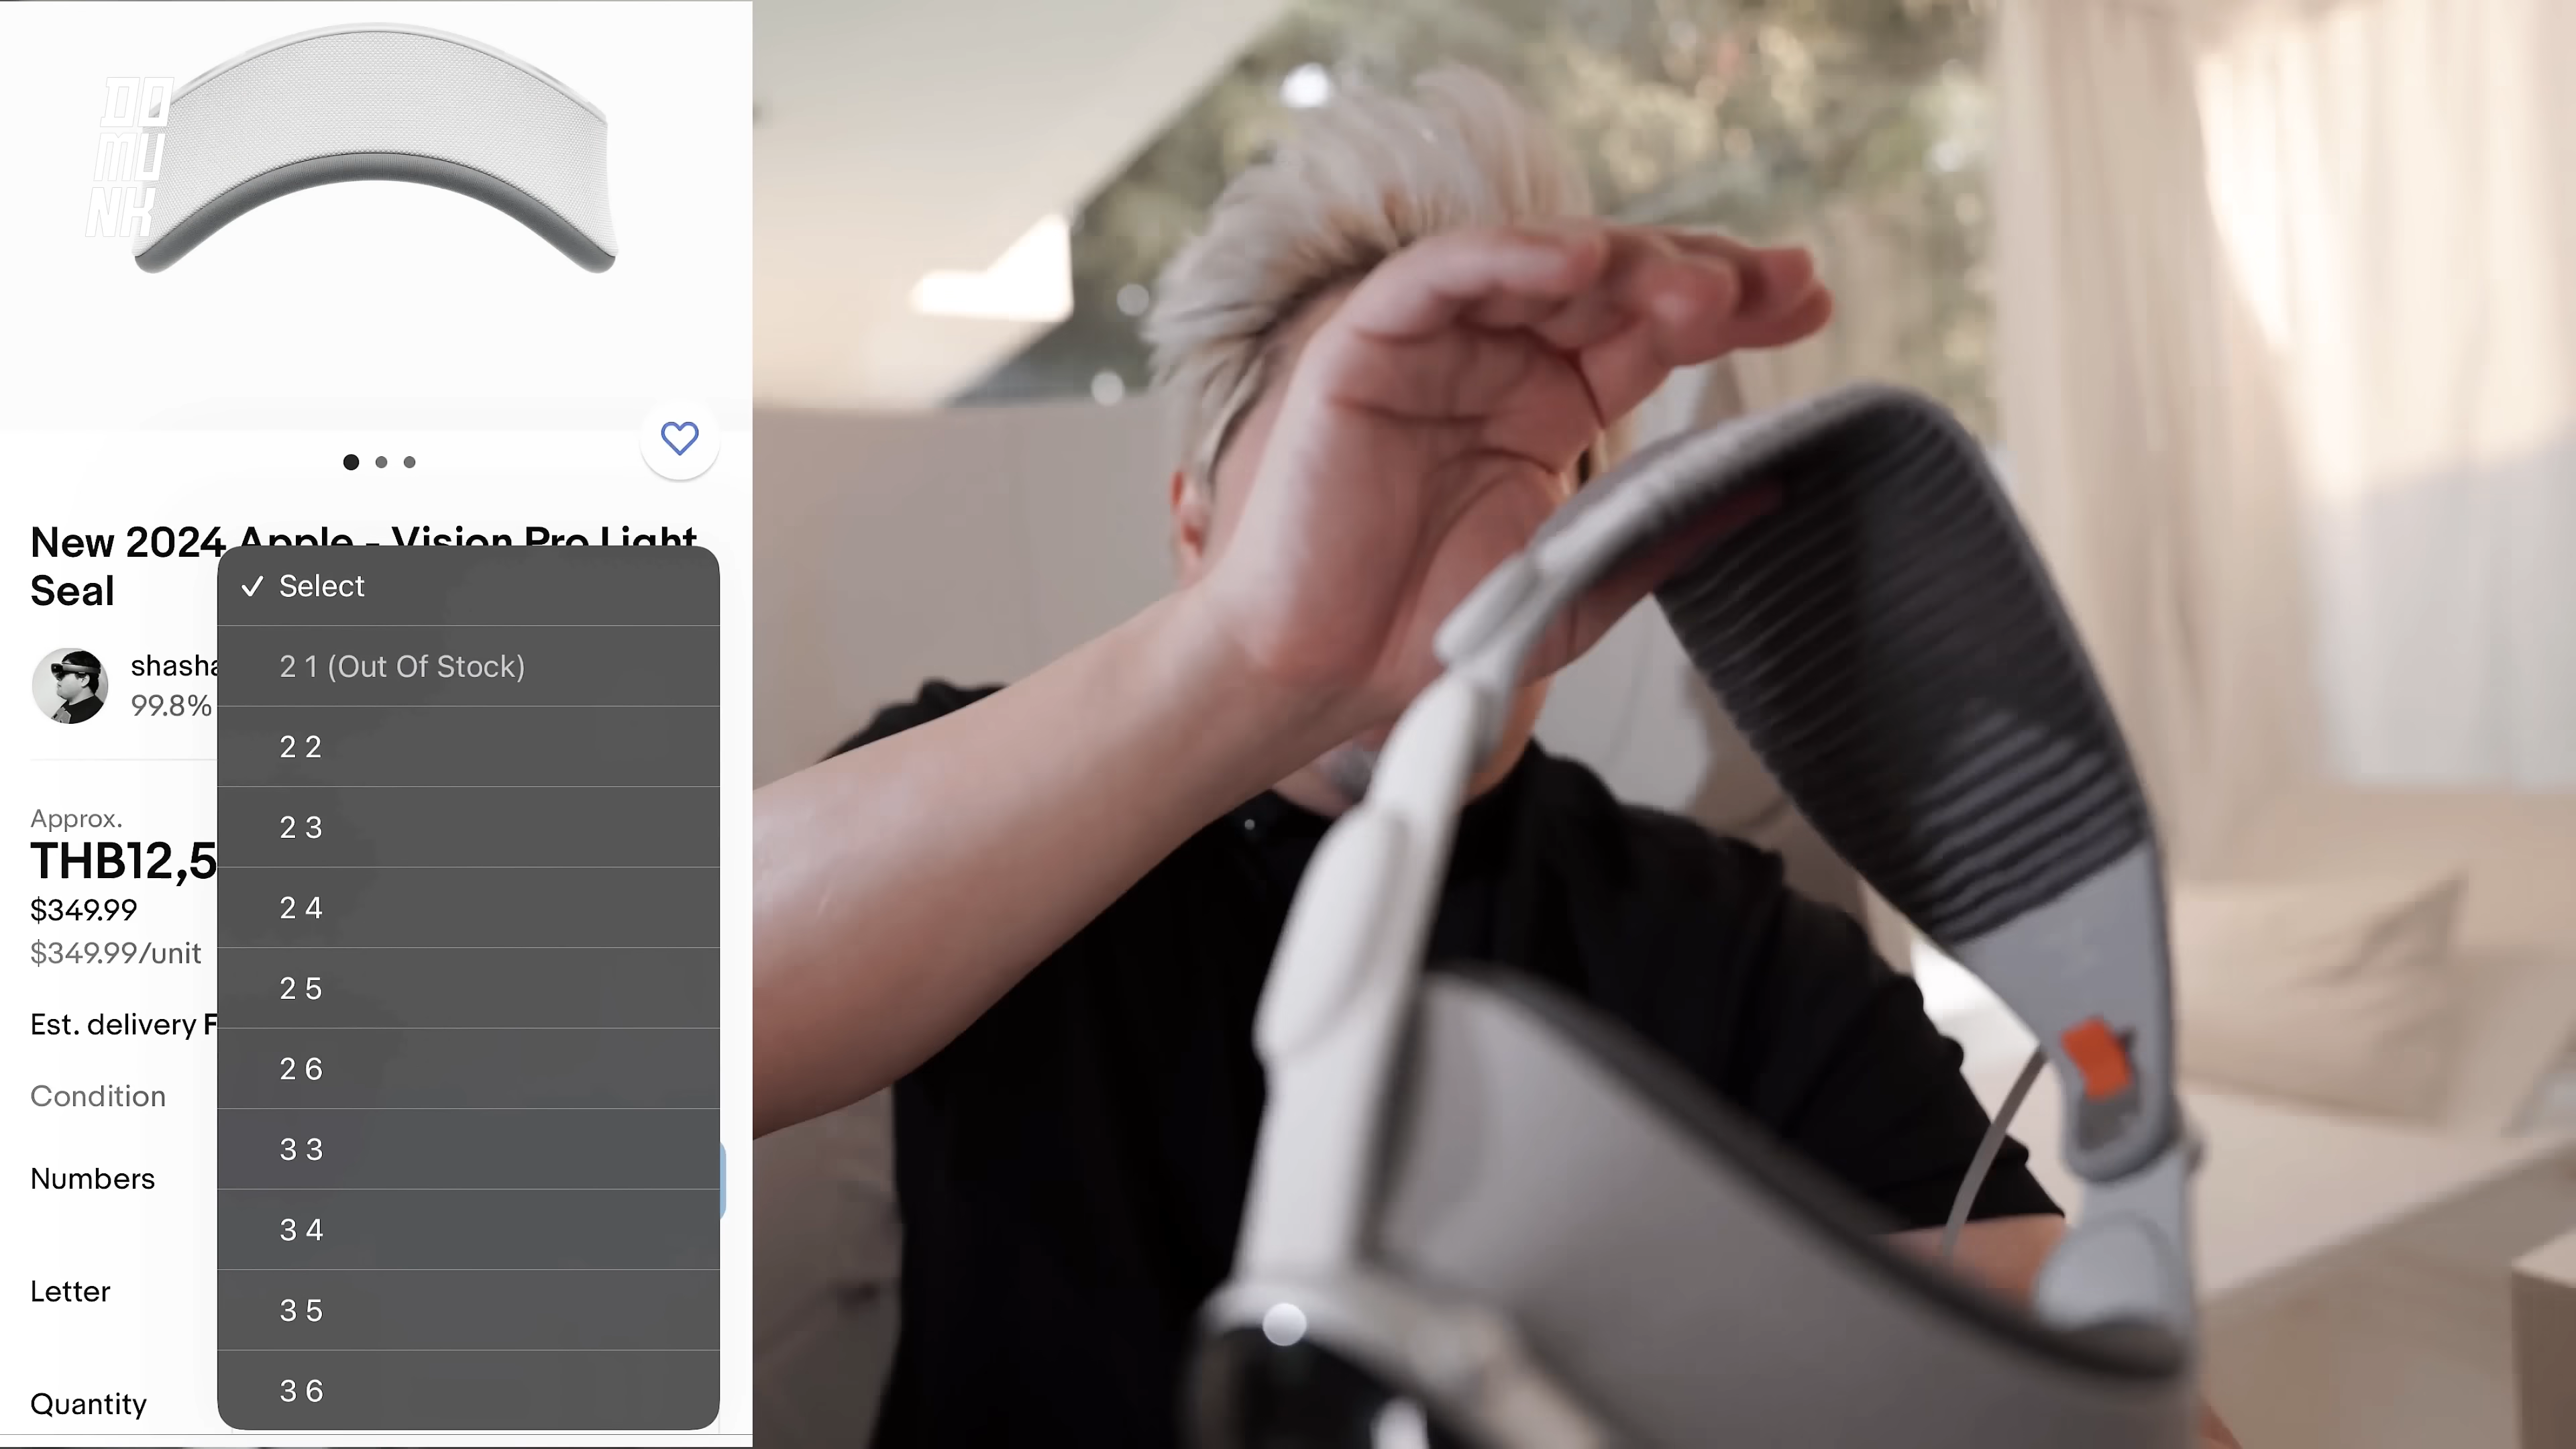 DO
MU
NK
New 2024 Apple - Vision Pro Light
Seal
shasha
99.8%
Approx.
THB12,5
$349.99
$349.99/unit
Est. delivery F
Condition
Numbers
Letter
Quantity
✓ Select
2 1 (Out Of Stock)
2 2
2 3
2 4
2 5
2 6
3 3
3 4
3 5
3 6